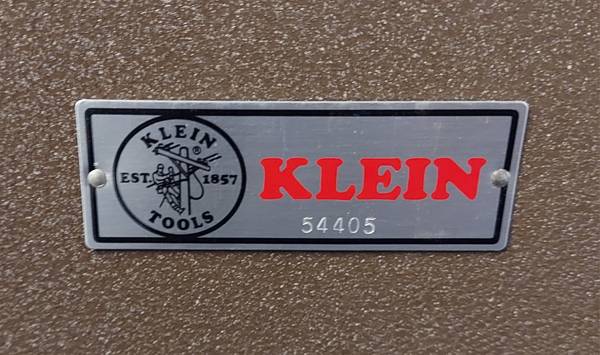 KLEIN
®
EST. 1857
TOOLS
KLEIN
54405